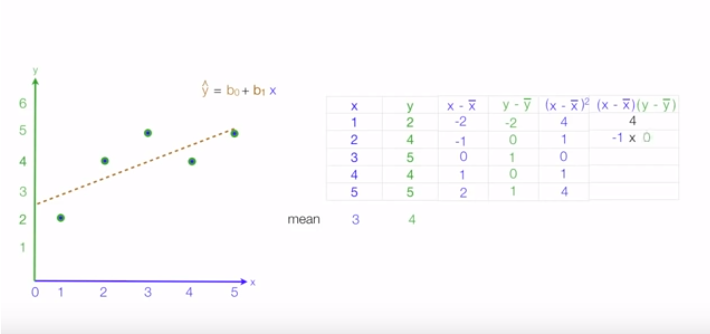 y
ŷ = b₀ + b₁ x
6
5
4
3
2
1
0 1 2 3 4 5 x
x y x - x̅ y - y̅ (x - x̅)² (x - x̅)(y - y̅)
1 2 -2 -2 4 4
2 4 -1 0 1 -1 x 0
3 5 0 1 0
4 4 1 0 1
5 5 2 1 4
mean 3 4